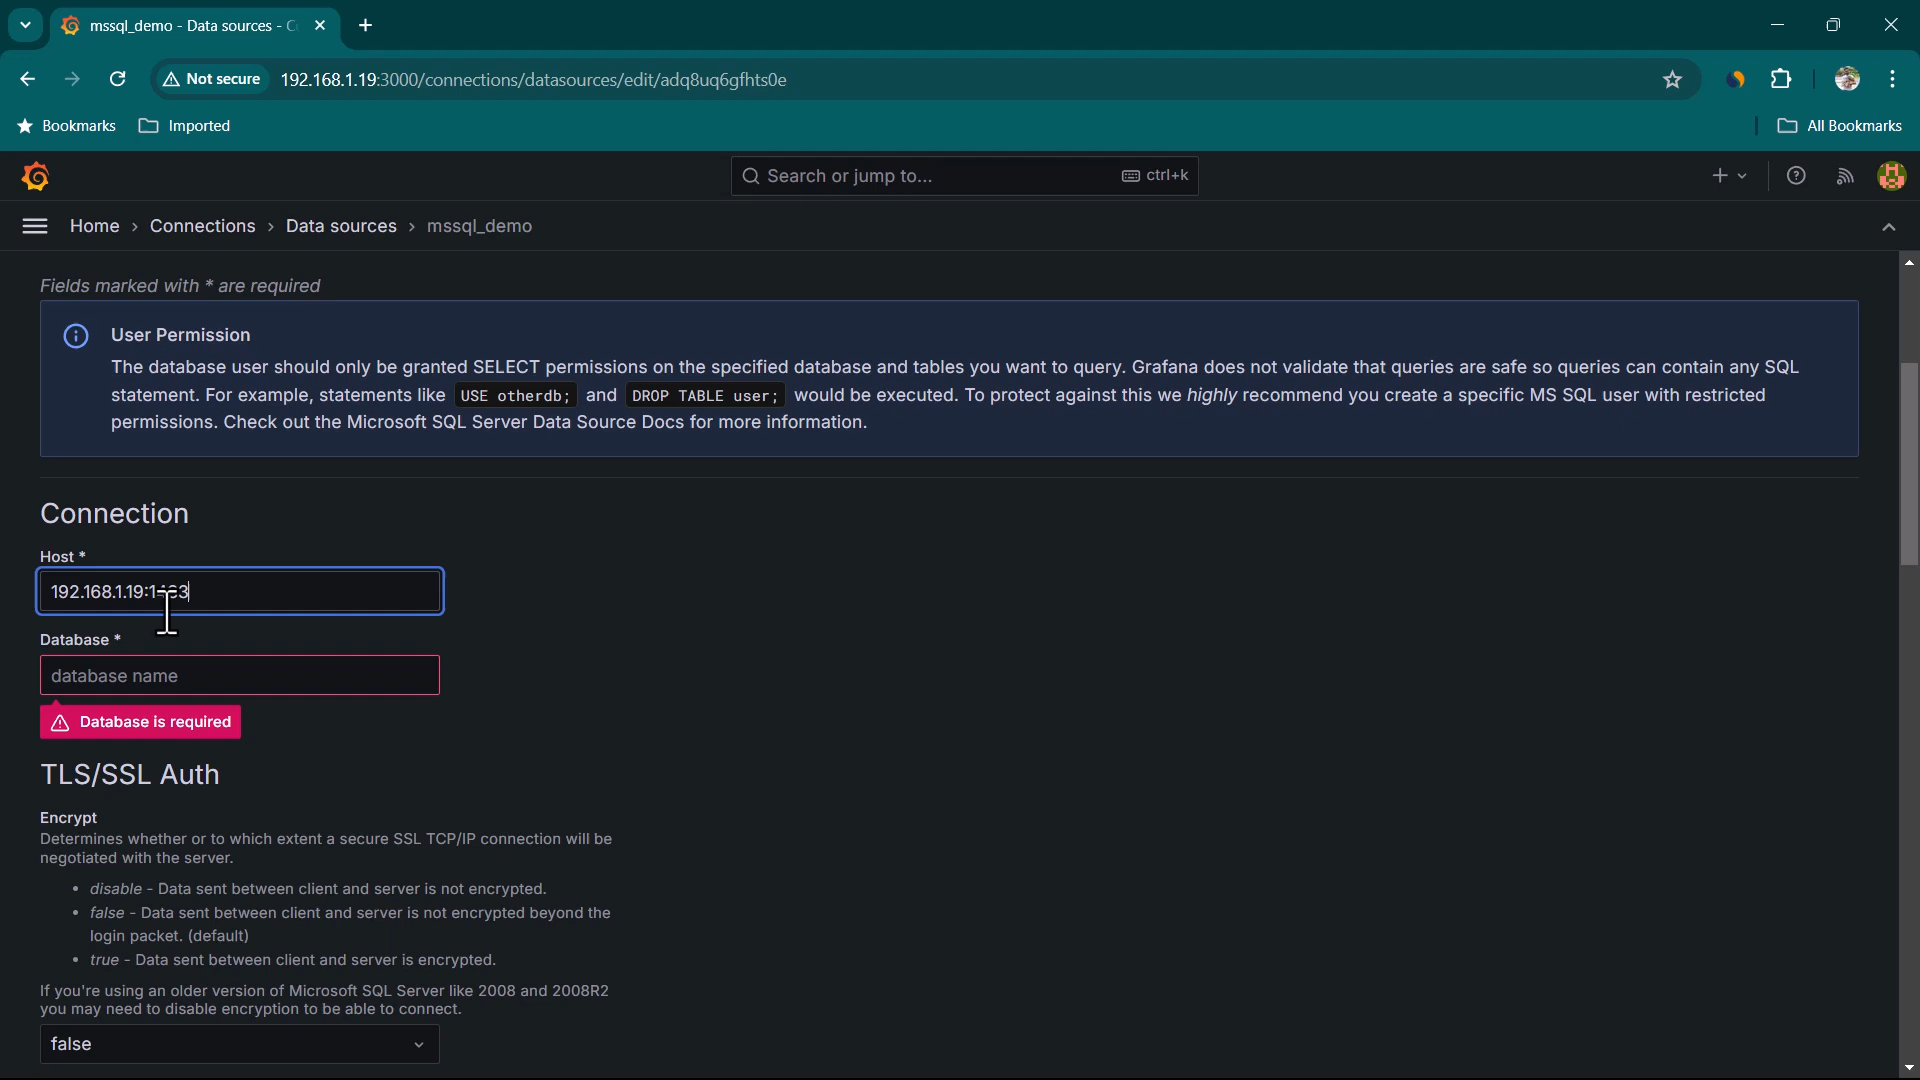 mssql_demo - Data sources - C
Not secure
192.168.1.19:3000/connections/datasources/edit/adq8uq6gfhts0e
Bookmarks
Imported
All Bookmarks
Search or jump to...
ctrl+k
Home › Connections › Data sources › mssql_demo
Fields marked with * are required
User Permission
The database user should only be granted SELECT permissions on the specified database and tables you want to query. Grafana does not validate that queries are safe so queries can contain any SQL
statement. For example, statements like USE otherdb; and DROP TABLE user; would be executed. To protect against this we highly recommend you create a specific MS SQL user with restricted
permissions. Check out the Microsoft SQL Server Data Source Docs for more information.
Connection
Host *
Database *
database name
Database is required
TLS/SSL Auth
Encrypt
Determines whether or to which extent a secure SSL TCP/IP connection will be
negotiated with the server.
• disable - Data sent between client and server is not encrypted.
• false - Data sent between client and server is not encrypted beyond the
login packet. (default)
• true - Data sent between client and server is encrypted.
If you're using an older version of Microsoft SQL Server like 2008 and 2008R2
you may need to disable encryption to be able to connect.
false